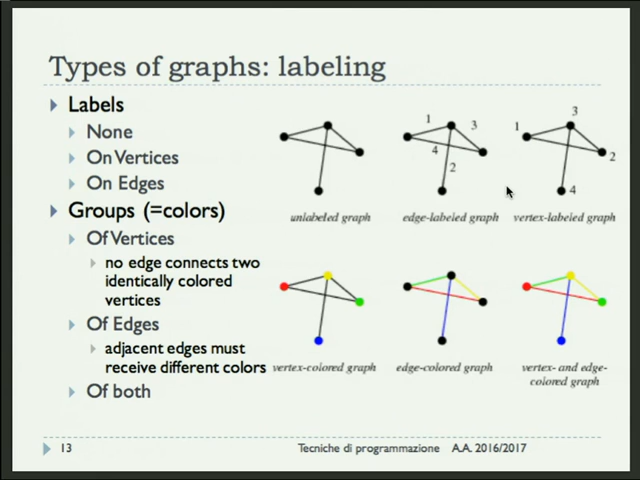 Types of graphs: labeling
Labels
None
On Vertices
On Edges
Groups (=colors)
Of Vertices
no edge connects two
identically colored
vertices
Of Edges
adjacent edges must
receive different colors
Of both
1
3
4
2
3
1
2
4
unlabeled graph
edge-labeled graph
vertex-labeled graph
vertex-colored graph
edge-colored graph
vertex- and edge-
colored graph
13
Tecniche di programmazione A.A. 2016/2017